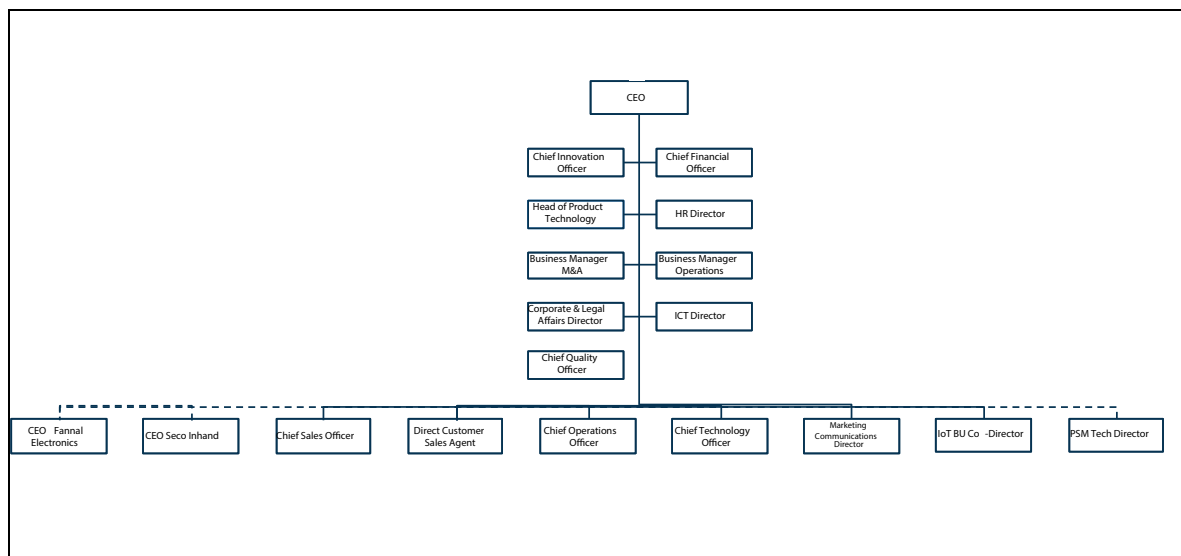 CEO
Chief Innovation
Officer
Chief Financial
Officer
Head of Product
Technology
HR Director
Business Manager
M&A
Business Manager
Operations
Corporate & Legal
Affairs Director
ICT Director
Chief Quality
Officer
CEO Fannal
Electronics
CEO Seco Inhand
Chief Sales Officer
Direct Customer
Sales Agent
Chief Operations
Officer
Chief Technology
Officer
Marketing
Communications
Director
IoT BU Co -Director
PSM Tech Director